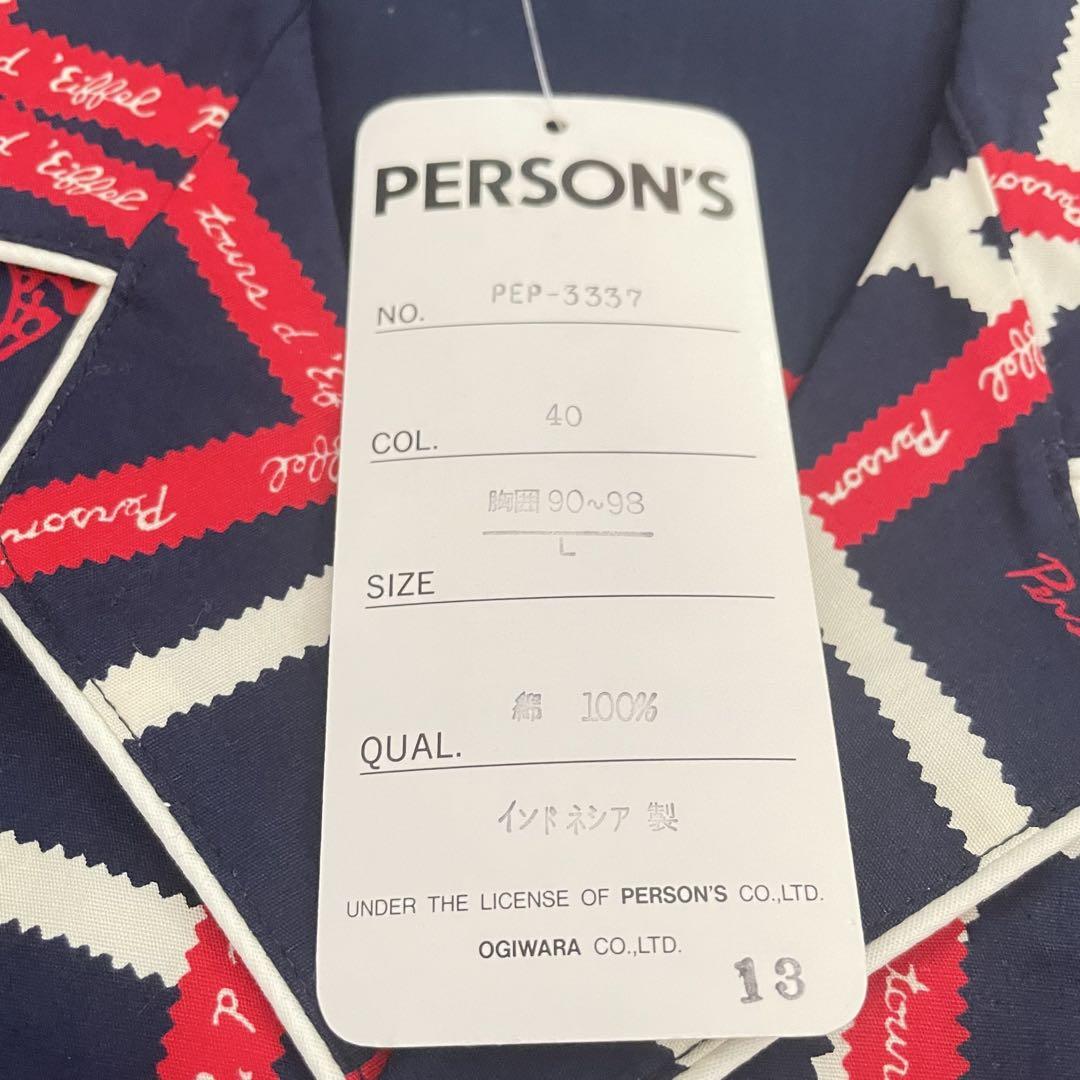 PERSON'S
NO. PEP-3337
COL. 40
胸囲 90~98
L
SIZE
綿 100%
QUAL.
インドネシア 製
UNDER THE LICENSE OF PERSON'S CO.,LTD.
OGIWARA CO.,LTD.
13
p, Eiffel P
p, Eiffel
tours d
Eiffel
Person
Person
ffel
Person
tour